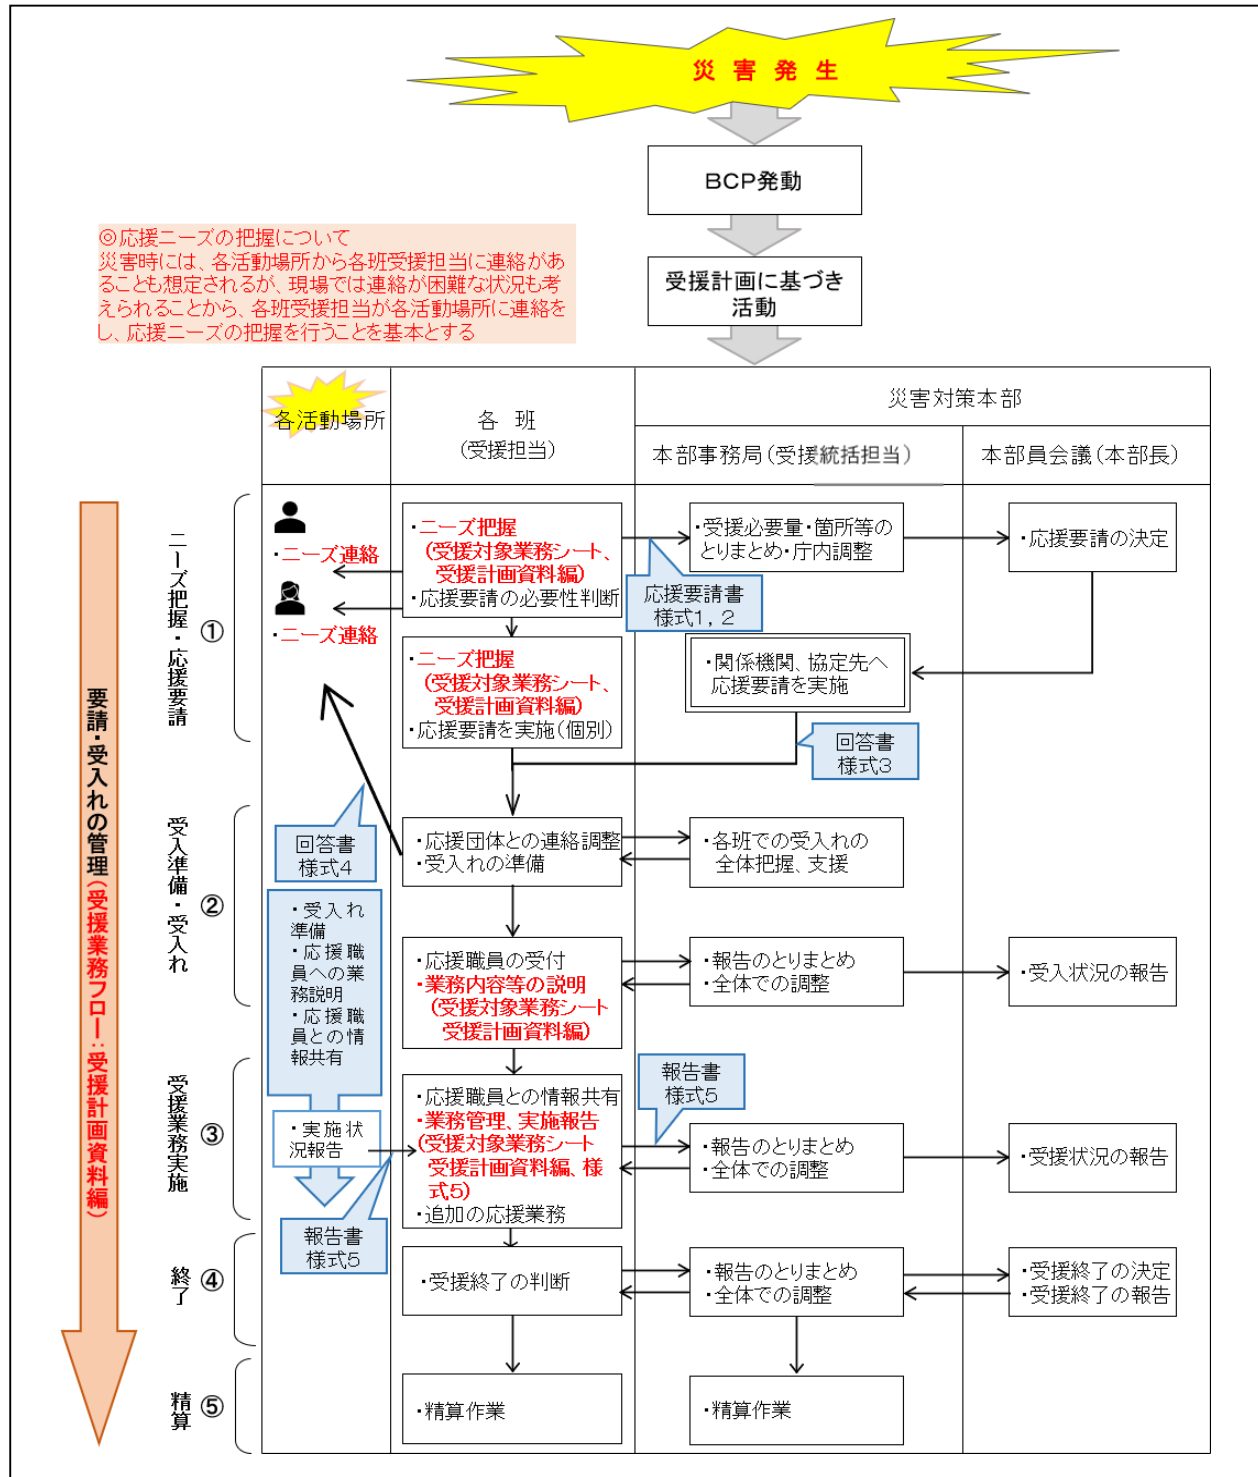 災害発生
BCP発動
受援計画に基づき
活動
◎応援ニーズの把握について
災害時には、各活動場所から各班受援担当に連絡があ
ることも想定されるが、現場では連絡が困難な状況も考
えられることから、各班受援担当が各活動場所に連絡を
し、応援ニーズの把握を行うことを基本とする
各活動場所
各 班
(受援担当)
災害対策本部
本部事務局(受援統括担当)
本部員会議(本部長)
要請・受入れの管理(受援業務フロー:受援計画資料編)
ニーズ把握・応援要請
①
・ニーズ連絡
・ニーズ連絡
・ニーズ把握
(受援対象業務シート、
受援計画資料編)
・応援要請の必要性判断
・受援必要量・箇所等の
とりまとめ・庁内調整
・応援要請の決定
応援要請書
様式1,2
・ニーズ把握
(受援対象業務シート、
受援計画資料編)
・応援要請を実施(個別)
・関係機関、協定先へ
応援要請を実施
回答書
様式3
受入準備・受入れ
②
回答書
様式4
・応援団体との連絡調整
・受入れの準備
・各班での受入れの
全体把握、支援
・受入れ
準備
・応援職
員への業
務説明
・応援職
員との情
報共有
・応援職員の受付
・業務内容等の説明
(受援対象業務シート
受援計画資料編)
・報告のとりまとめ
・全体での調整
・受入状況の報告
受援業務実施
③
・実施状
況報告
報告書
様式5
・応援職員との情報共有
・業務管理、実施報告
(受援対象業務シート
受援計画資料編、様
式5)
・追加の応援業務
報告書
様式5
・報告のとりまとめ
・全体での調整
・受援状況の報告
終了
④
・受援終了の判断
・報告のとりまとめ
・全体での調整
・受援終了の決定
・受援終了の報告
精算
⑤
・精算作業
・精算作業